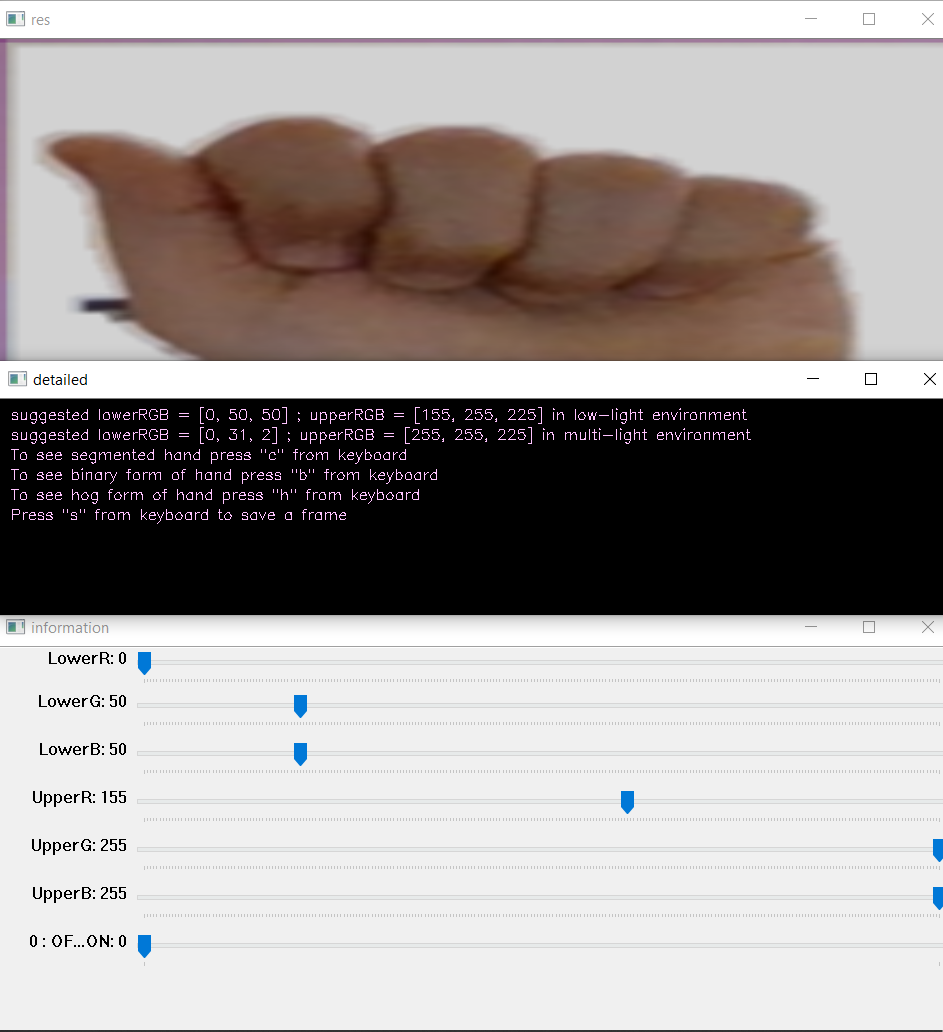 res
detailed
suggested lowerRGB = [0, 50, 50] ; upperRGB = [155, 255, 225] in low-light environment
suggested lowerRGB = [0, 31, 2] ; upperRGB = [255, 255, 225] in multi-light environment
To see segmented hand press "c" from keyboard
To see binary form of hand press "b" from keyboard
To see hog form of hand press "h" from keyboard
Press "s" from keyboard to save a frame
information
LowerR: 0
LowerG: 50
LowerB: 50
UpperR: 155
UpperG: 255
UpperB: 255
0 : OF...ON: 0